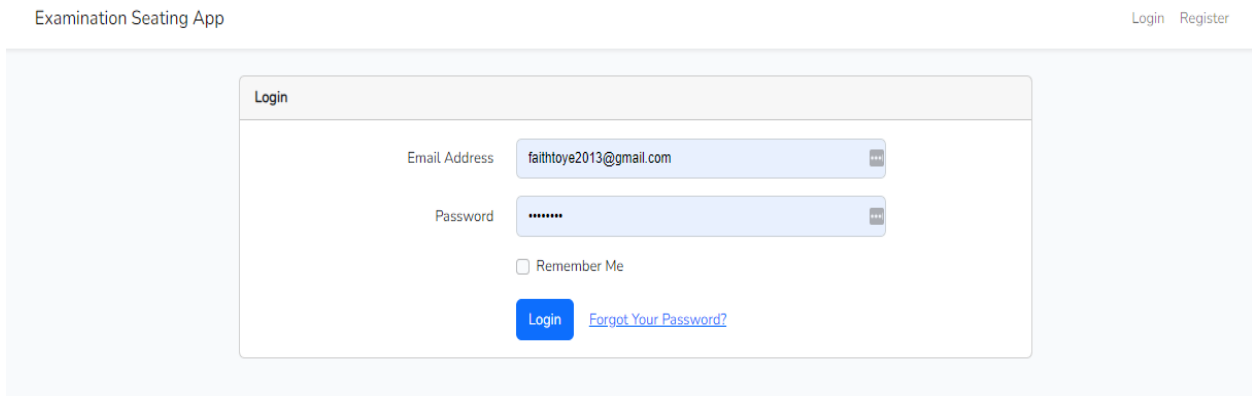 Examination Seating App
Login Register
Login
Email Address faithtoye2013@gmail.com
Password ••••••••
Remember Me
Login Forgot Your Password?